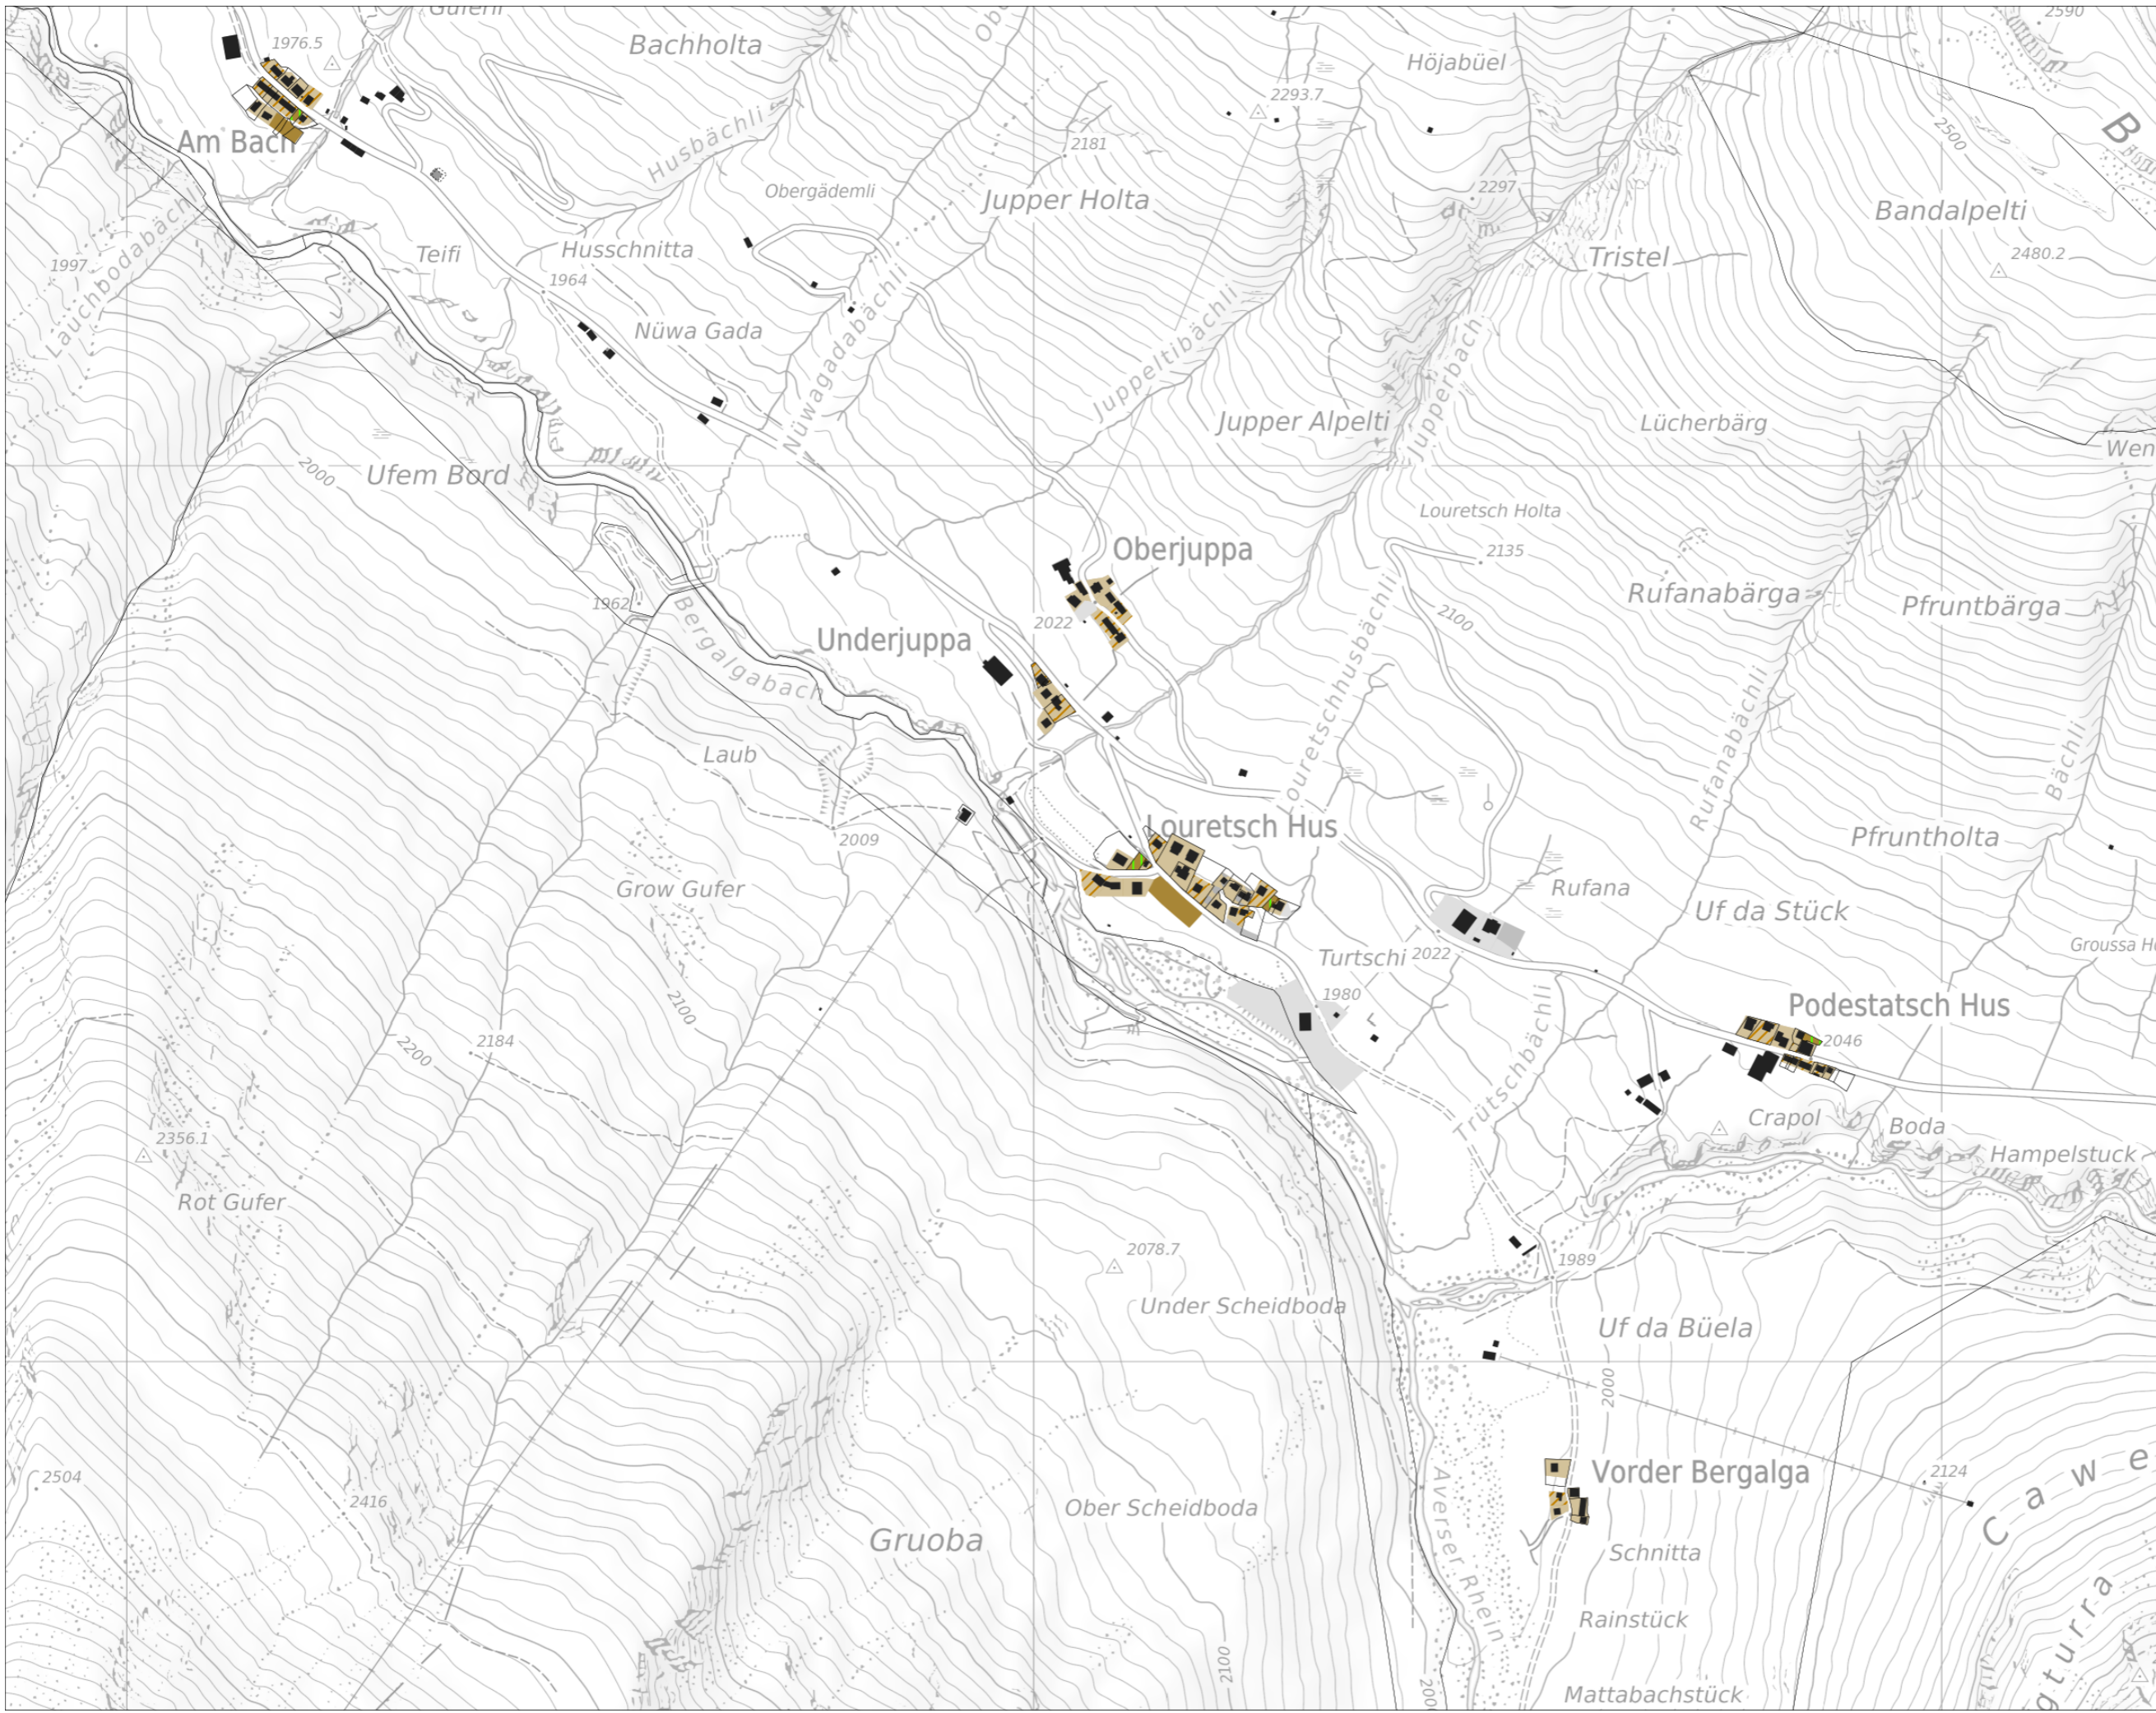 Guferli
2590
Bachholta
1976.5
Höjabüel
2293.7
2500
Am Bach
Husbächli
2181
2297
Obergädemli
Jupper Holta
Bandalpelti
Lauchbodabächli
1997
Teifi
Husschnitta
Tristel
2480.2
1964
Nüwa Gada
Nüwagadabächli
Juppeltibächli
Jupperbach
Jupper Alpelti
Lücherbärg
2000
Ufem Bord
Louretsch Holta
2135
Oberjuppa
Rufanabärga
Pfruntbärga
1962
2022
2100
Bergalgabach
Underjuppa
Louretschhusbächli
Rufanabächli
Bächli
Laub
Louretsch Hus
Pfruntholta
2009
Grow Gufer
Rufana
Uf da Stück
Turtschi
2022
1980
2100
2184
2200
Trütschbächli
Podestatsch Hus
2046
Crapol
Boda
Hampelstuck
2356.1
Rot Gufer
2078.7
1989
Under Scheidboda
Uf da Büela
2000
Vorder Bergalga
2504
2416
Averser Rhein
2124
Ober Scheidboda
Gruoba
Schnitta
Rainstück
2100
Mattabachstück